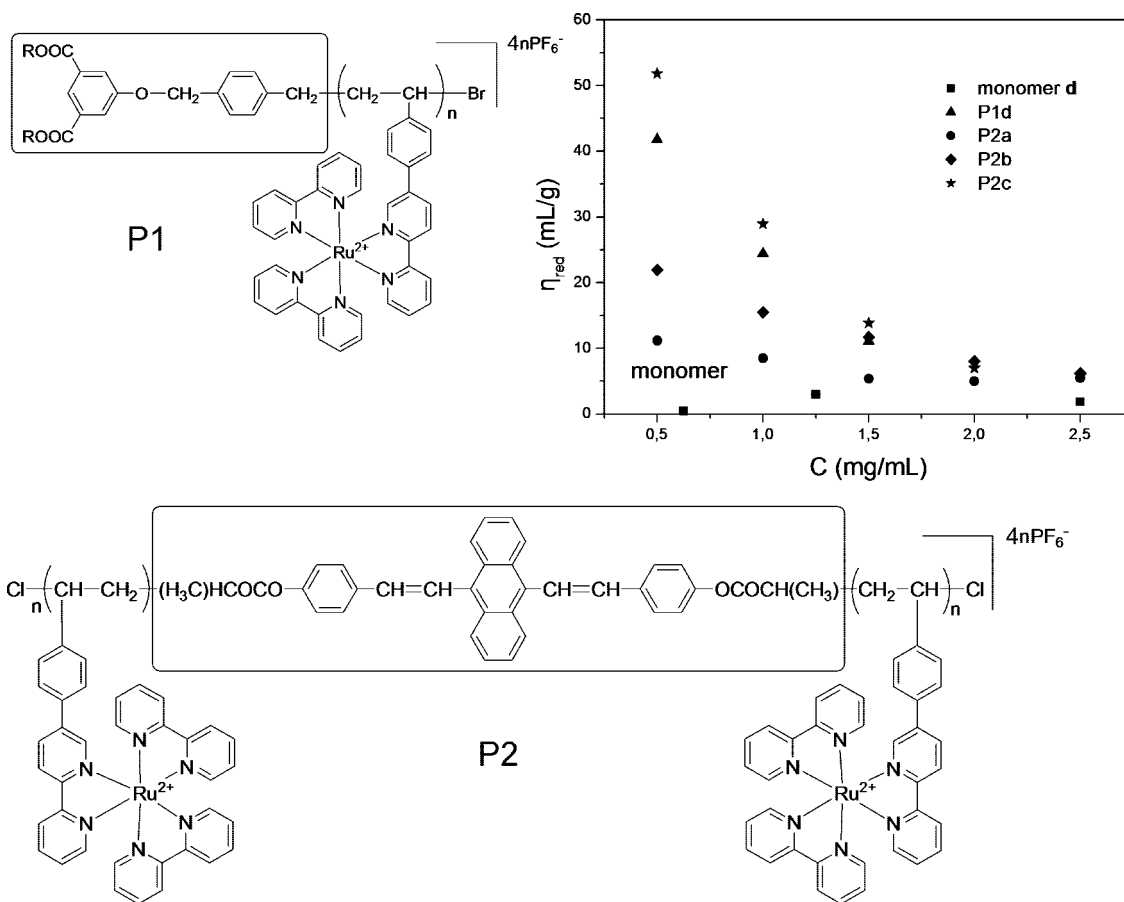 ROOC
ROOC
O
CH₂
CH₂
CH₂
CH
n
Br
4nPF₆⁻
N
N
N
N
N
N
Ru²⁺
P1
60
50
40
30
20
10
0
ηred (mL/g)
monomer d
P1d
P2a
P2b
P2c
monomer
0,5 1,0 1,5 2,0 2,5
C (mg/mL)
4nPF₆⁻
Cl n CH CH₂ (H₃C)HCOCO CH=CH CH=CH OCOCH(CH₃) CH₂ CH n Cl
N
N
N
N
N
N
Ru²⁺
P2
N
N
N
N
N
N
Ru²⁺